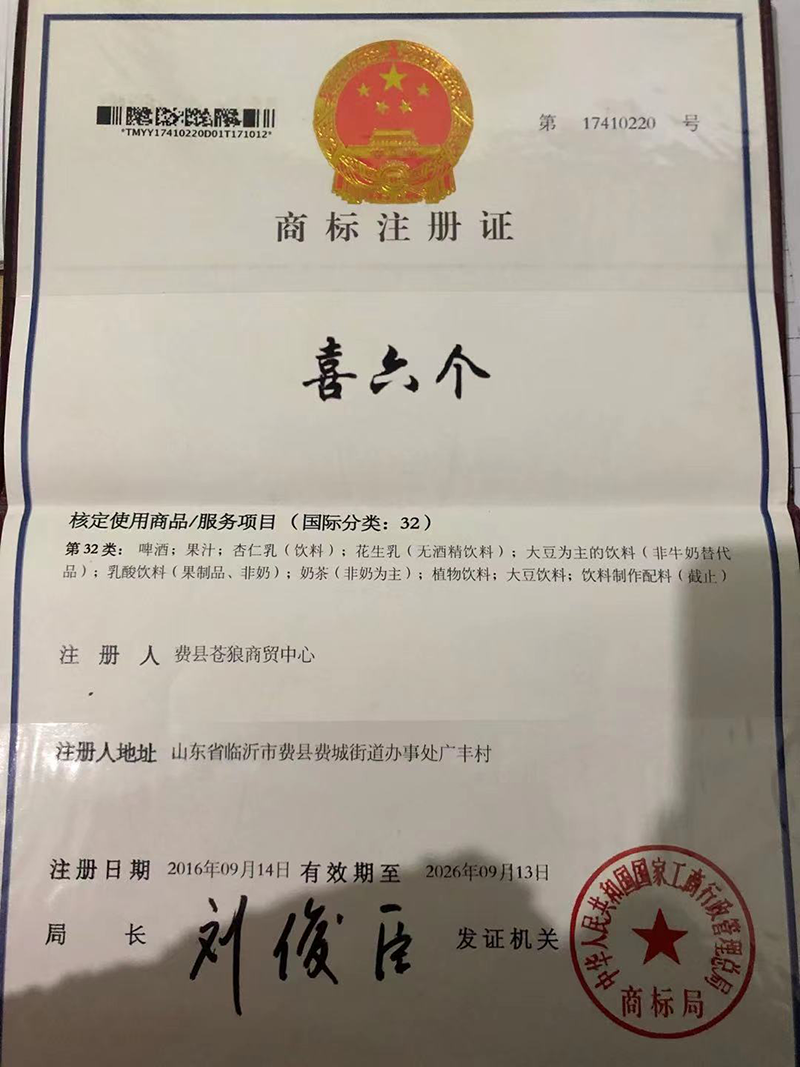 *TMYY17410220D01T171012*
第 17410220 号
商标注册证
喜六个
核定使用商品/服务项目(国际分类:32)
第32类:啤酒;果汁;杏仁乳(饮料);花生乳(无酒精饮料);大豆为主的饮料(非牛奶替代
品);乳酸饮料(果制品、非奶);奶茶(非奶为主);植物饮料;大豆饮料;饮料制作配料(截止)
注册人 费县苍狼商贸中心
注册人地址 山东省临沂市费县费城街道办事处广丰村
注册日期 2016年09月14日 有效期至 2026年09月13日
局长 刘俊臣 发证机关
中华人民共和国国家工商行政管理总局
商标局